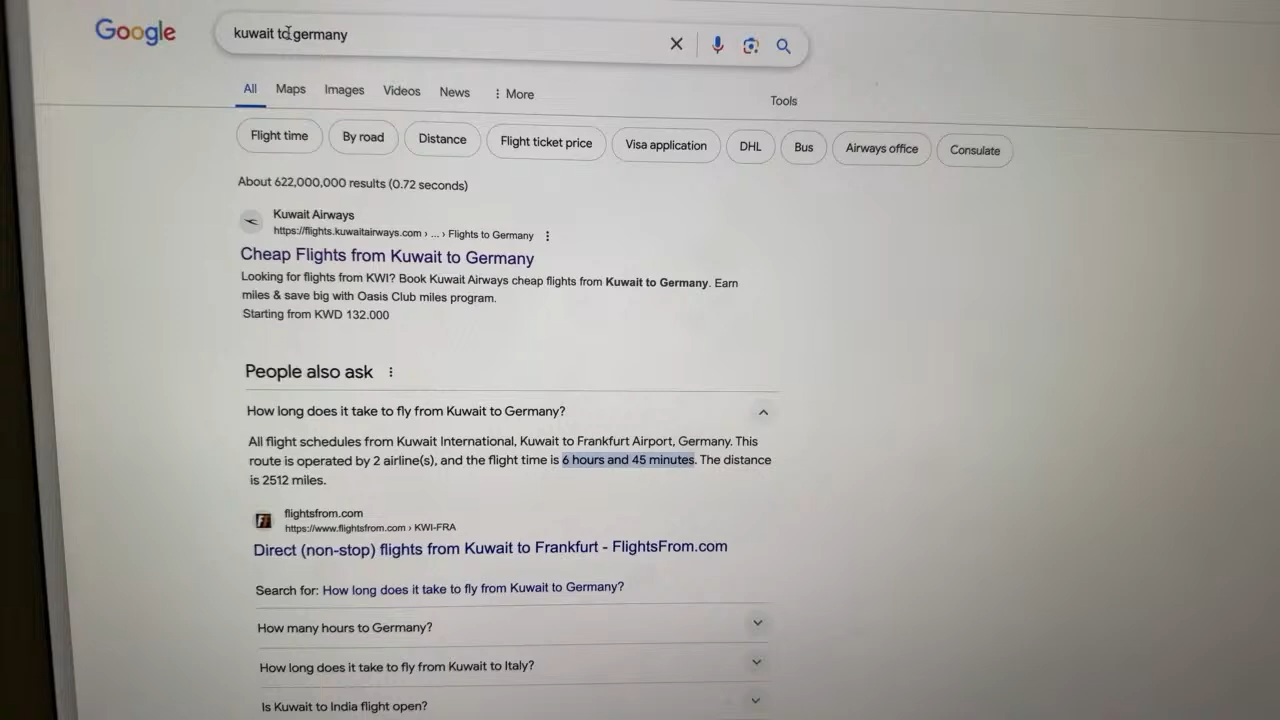 Google
kuwait to germany
All Maps Images Videos News More Tools
Flight time By road Distance Flight ticket price Visa application DHL Bus Airways office Consulate
About 622,000,000 results (0.72 seconds)
Kuwait Airways
https://flights.kuwaitairways.com › ... › Flights to Germany
Cheap Flights from Kuwait to Germany
Looking for flights from KWI? Book Kuwait Airways cheap flights from Kuwait to Germany. Earn
miles & save big with Oasis Club miles program.
Starting from KWD 132.000
People also ask
How long does it take to fly from Kuwait to Germany?
All flight schedules from Kuwait International, Kuwait to Frankfurt Airport, Germany. This
route is operated by 2 airline(s), and the flight time is 6 hours and 45 minutes. The distance
is 2512 miles.
flightsfrom.com
https://www.flightsfrom.com › KWI-FRA
Direct (non-stop) flights from Kuwait to Frankfurt - FlightsFrom.com
Search for: How long does it take to fly from Kuwait to Germany?
How many hours to Germany?
How long does it take to fly from Kuwait to Italy?
Is Kuwait to India flight open?